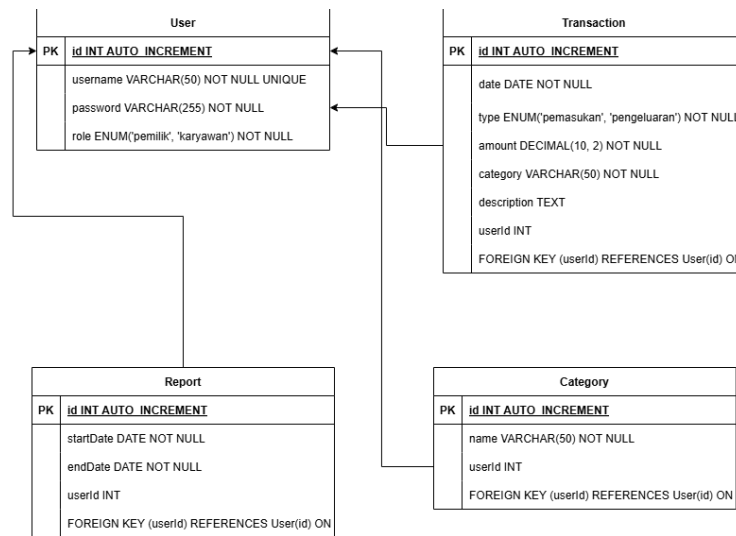 User
PK id INT AUTO_INCREMENT
username VARCHAR(50) NOT NULL UNIQUE
password VARCHAR(255) NOT NULL
role ENUM('pemilik', 'karyawan') NOT NULL
Transaction
PK id INT AUTO_INCREMENT
date DATE NOT NULL
type ENUM('pemasukan', 'pengeluaran') NOT NULL
amount DECIMAL(10, 2) NOT NULL
category VARCHAR(50) NOT NULL
description TEXT
userId INT
FOREIGN KEY (userId) REFERENCES User(id)
Report
PK id INT AUTO_INCREMENT
startDate DATE NOT NULL
endDate DATE NOT NULL
userId INT
FOREIGN KEY (userId) REFERENCES User(id) ON
Category
PK id INT AUTO_INCREMENT
name VARCHAR(50) NOT NULL
userId INT
FOREIGN KEY (userId) REFERENCES User(id) ON